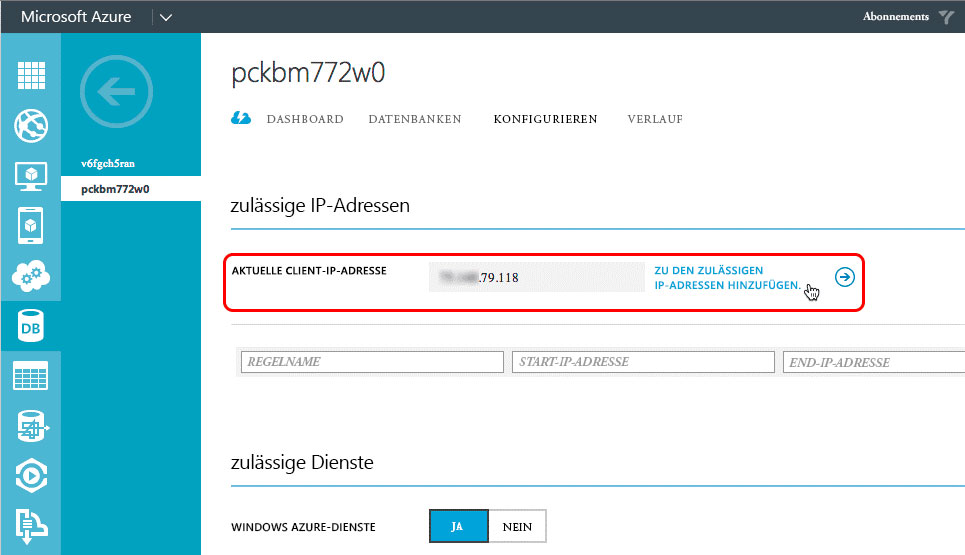 Microsoft Azure
Abonnements
pckbm772w0
DASHBOARD DATENBANKEN KONFIGURIEREN VERLAUF
v6fgch5ran
pckbm772w0
zulässige IP-Adressen
AKTUELLE CLIENT-IP-ADRESSE
.79.118
ZU DEN ZULÄSSIGEN
IP-ADRESSEN HINZUFÜGEN.
REGELNAME START-IP-ADRESSE END-IP-ADRESSE
zulässige Dienste
WINDOWS AZURE-DIENSTE JA NEIN
DB